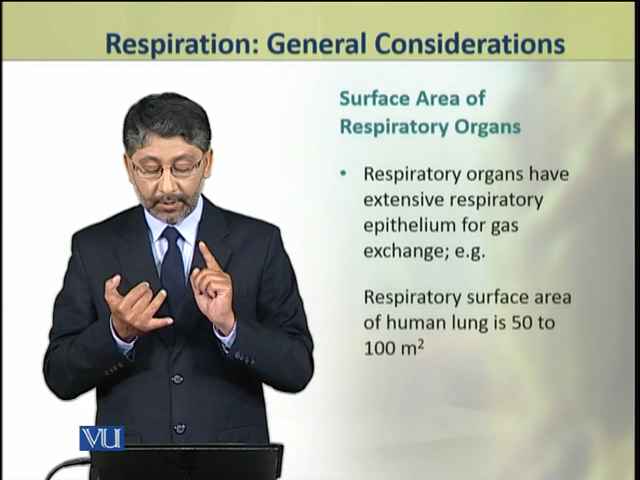 Respiration: General Considerations
Surface Area of
Respiratory Organs
• Respiratory organs have
extensive respiratory
epithelium for gas
exchange; e.g.
Respiratory surface area
of human lung is 50 to
100 m²
VU